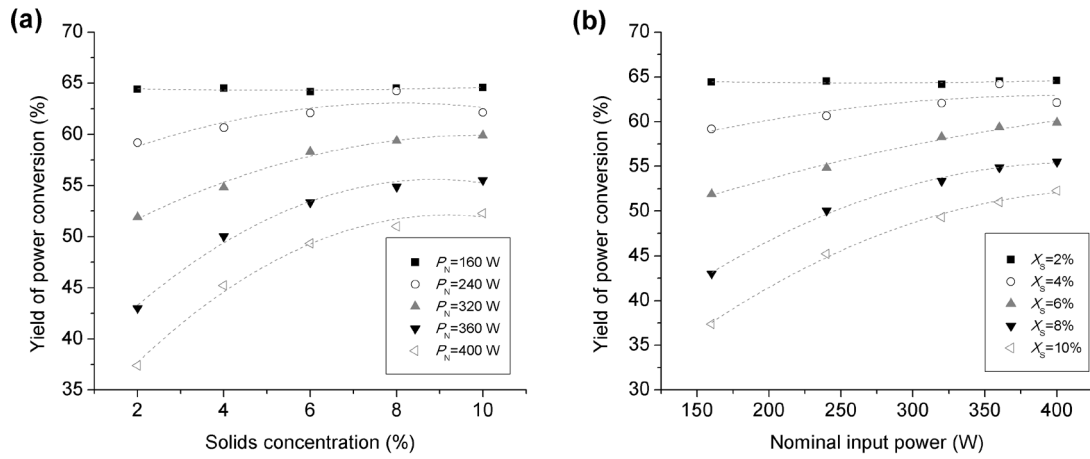 (a)
70
65
60
55
50
45
40
35
Yield of power conversion (%)
2 4 6 8 10
Solids concentration (%)
P_N=160 W
P_N=240 W
P_N=320 W
P_N=360 W
P_N=400 W
(b)
70
65
60
55
50
45
40
35
30
Yield of power conversion (%)
150 200 250 300 350 400
Nominal input power (W)
X_S=2%
X_S=4%
X_S=6%
X_S=8%
X_S=10%